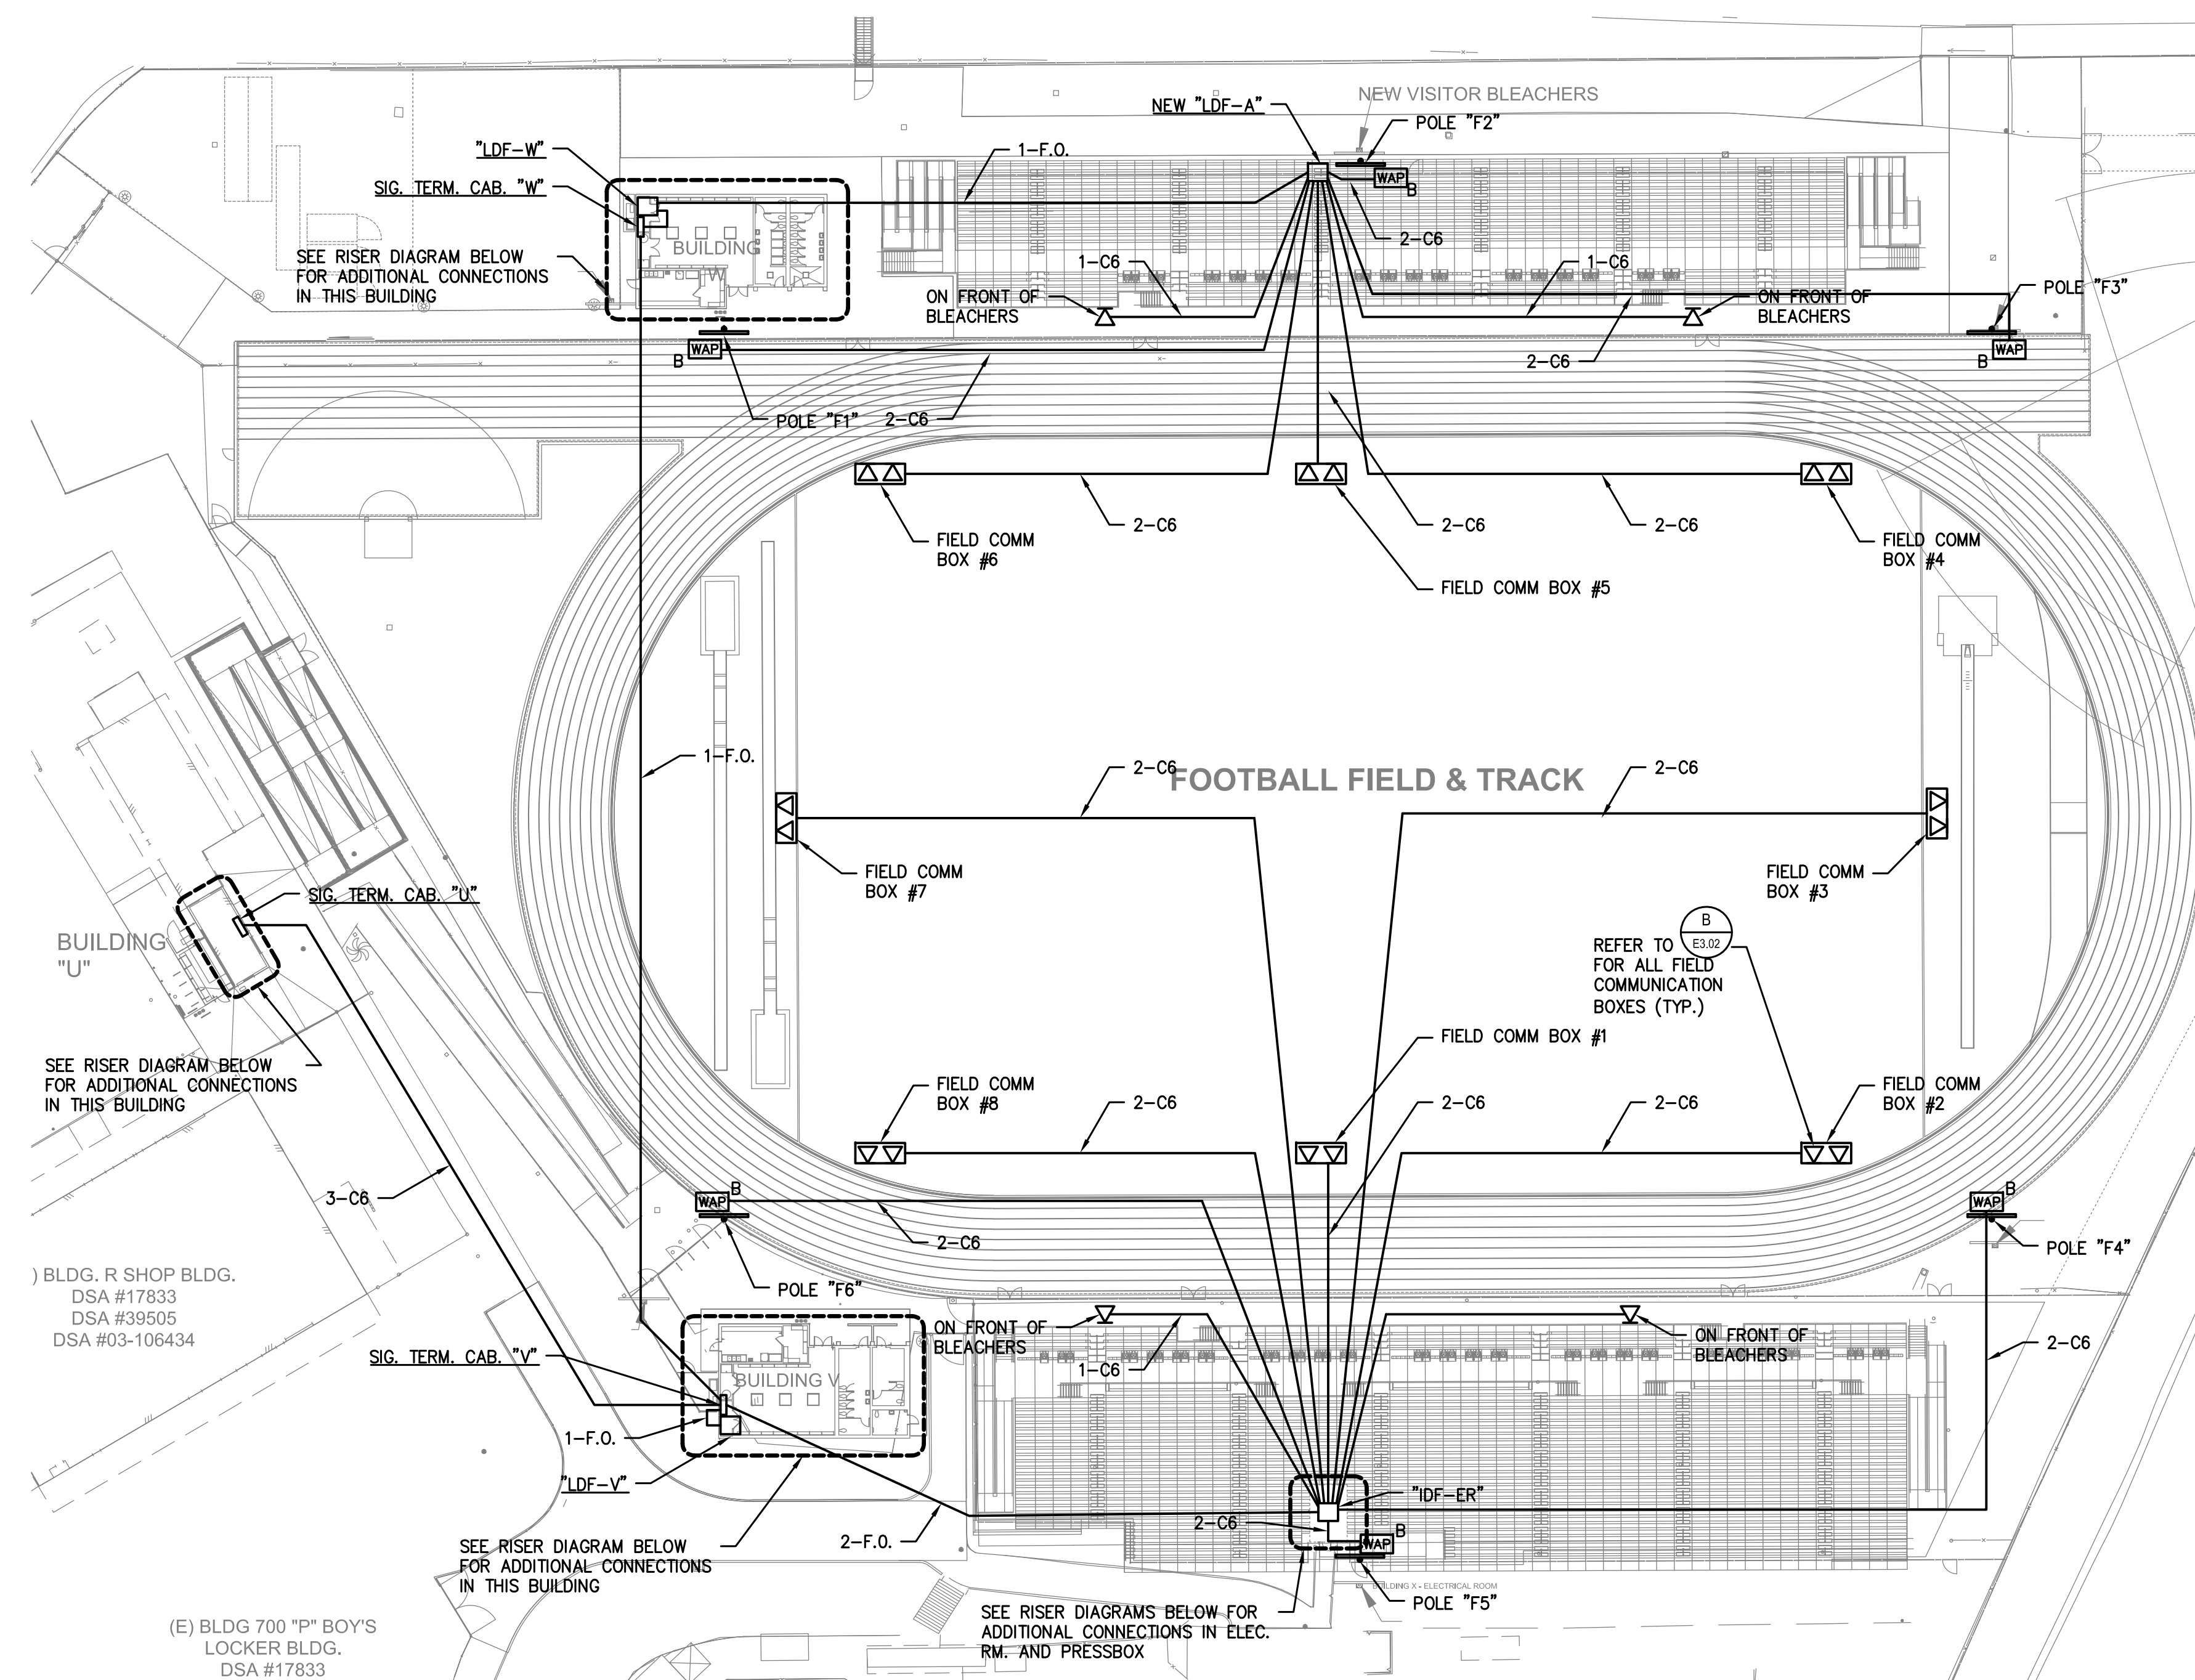 NEW VISITOR BLEACHERS
NEW "LDF-A"
POLE "F2"
"LDF-W"
1-F.O.
SIG. TERM. CAB. "W"
WAP
B
BUILDING
W
2-C6
SEE RISER DIAGRAM BELOW
FOR ADDITIONAL CONNECTIONS
IN THIS BUILDING
1-C6
1-C6
ON FRONT OF
BLEACHERS
ON FRONT OF
BLEACHERS
POLE "F3"
WAP
B
2-C6
WAP
B
POLE "F1"
2-C6
2-C6
2-C6
2-C6
FIELD COMM
BOX #6
FIELD COMM
BOX #4
FIELD COMM BOX #5
1-F.O.
2-C6
FOOTBALL FIELD & TRACK
2-C6
FIELD COMM
BOX #7
FIELD COMM
BOX #3
SIG. TERM. CAB. "U"
BUILDING
"U"
B
E3.02
REFER TO
FOR ALL FIELD
COMMUNICATION
BOXES (TYP.)
FIELD COMM BOX #1
SEE RISER DIAGRAM BELOW
FOR ADDITIONAL CONNECTIONS
IN THIS BUILDING
FIELD COMM
BOX #8
2-C6
2-C6
2-C6
FIELD COMM
BOX #2
3-C6
WAP
B
2-C6
WAP
B
POLE "F4"
) BLDG. R SHOP BLDG.
DSA #17833
DSA #39505
DSA #03-106434
POLE "F6"
ON FRONT OF
BLEACHERS
1-C6
ON FRONT OF
BLEACHERS
2-C6
SIG. TERM. CAB. "V"
BUILDING V
1-F.O.
"LDF-V"
"IDF-ER"
2-C6
2-F.O.
WAP
B
SEE RISER DIAGRAM BELOW
FOR ADDITIONAL CONNECTIONS
IN THIS BUILDING
BUILDING X - ELECTRICAL ROOM
POLE "F5"
SEE RISER DIAGRAMS BELOW FOR
ADDITIONAL CONNECTIONS IN ELEC.
RM. AND PRESSBOX
(E) BLDG 700 "P" BOY'S
LOCKER BLDG.
DSA #17833